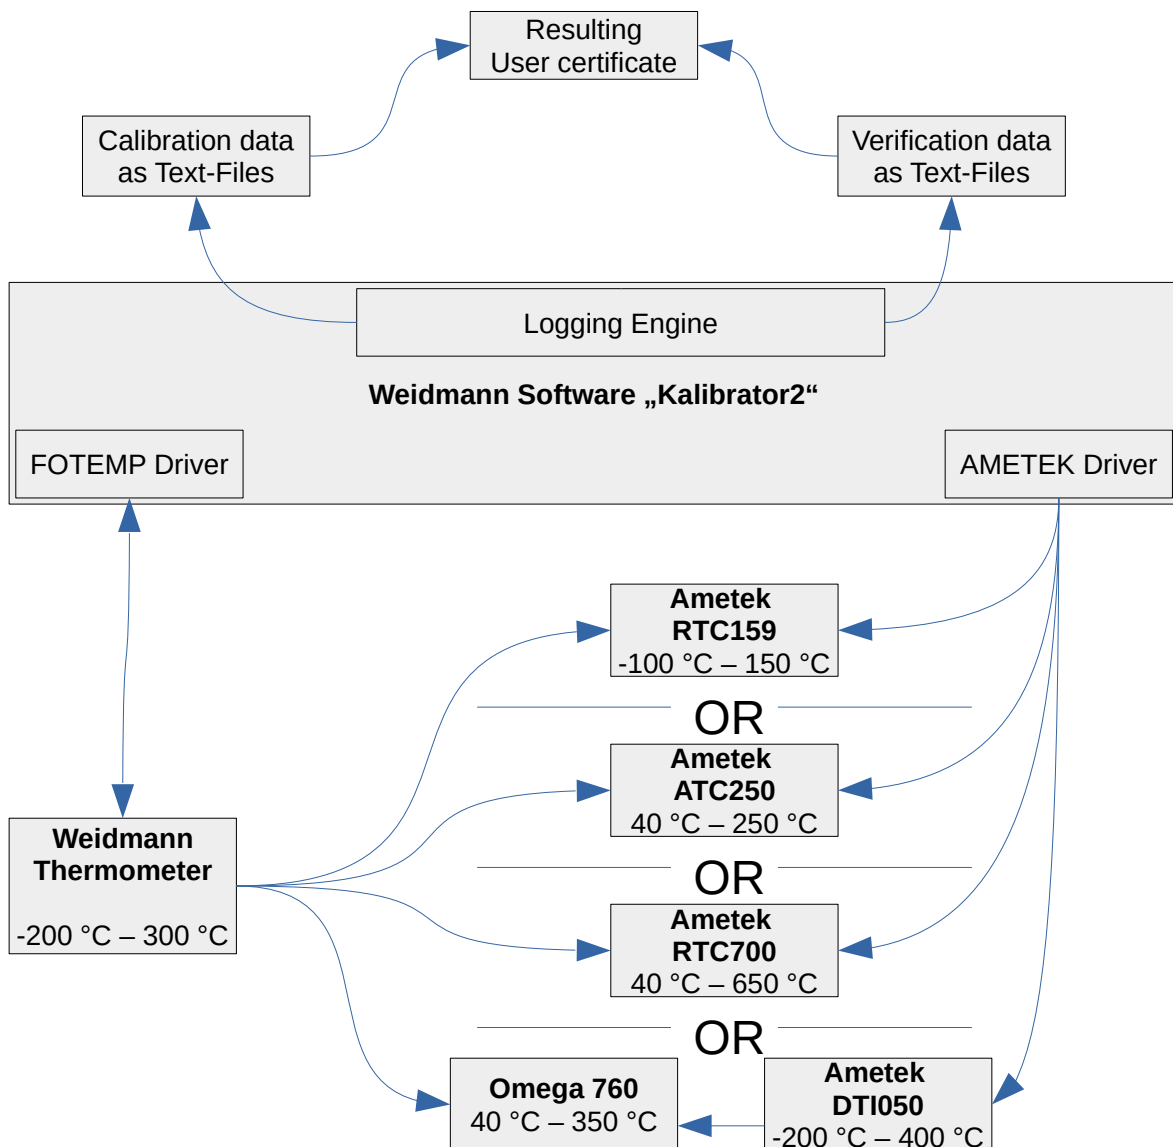 Resulting
User certificate
Calibration data
as Text-Files
Verification data
as Text-Files
Logging Engine
Weidmann Software „Kalibrator2“
FOTEMP Driver
AMETEK Driver
Ametek
RTC159
-100 °C – 150 °C
OR
Ametek
ATC250
40 °C – 250 °C
Weidmann
Thermometer
-200 °C – 300 °C
OR
Ametek
RTC700
40 °C – 650 °C
OR
Omega 760
40 °C – 350 °C
Ametek
DTI050
-200 °C – 400 °C